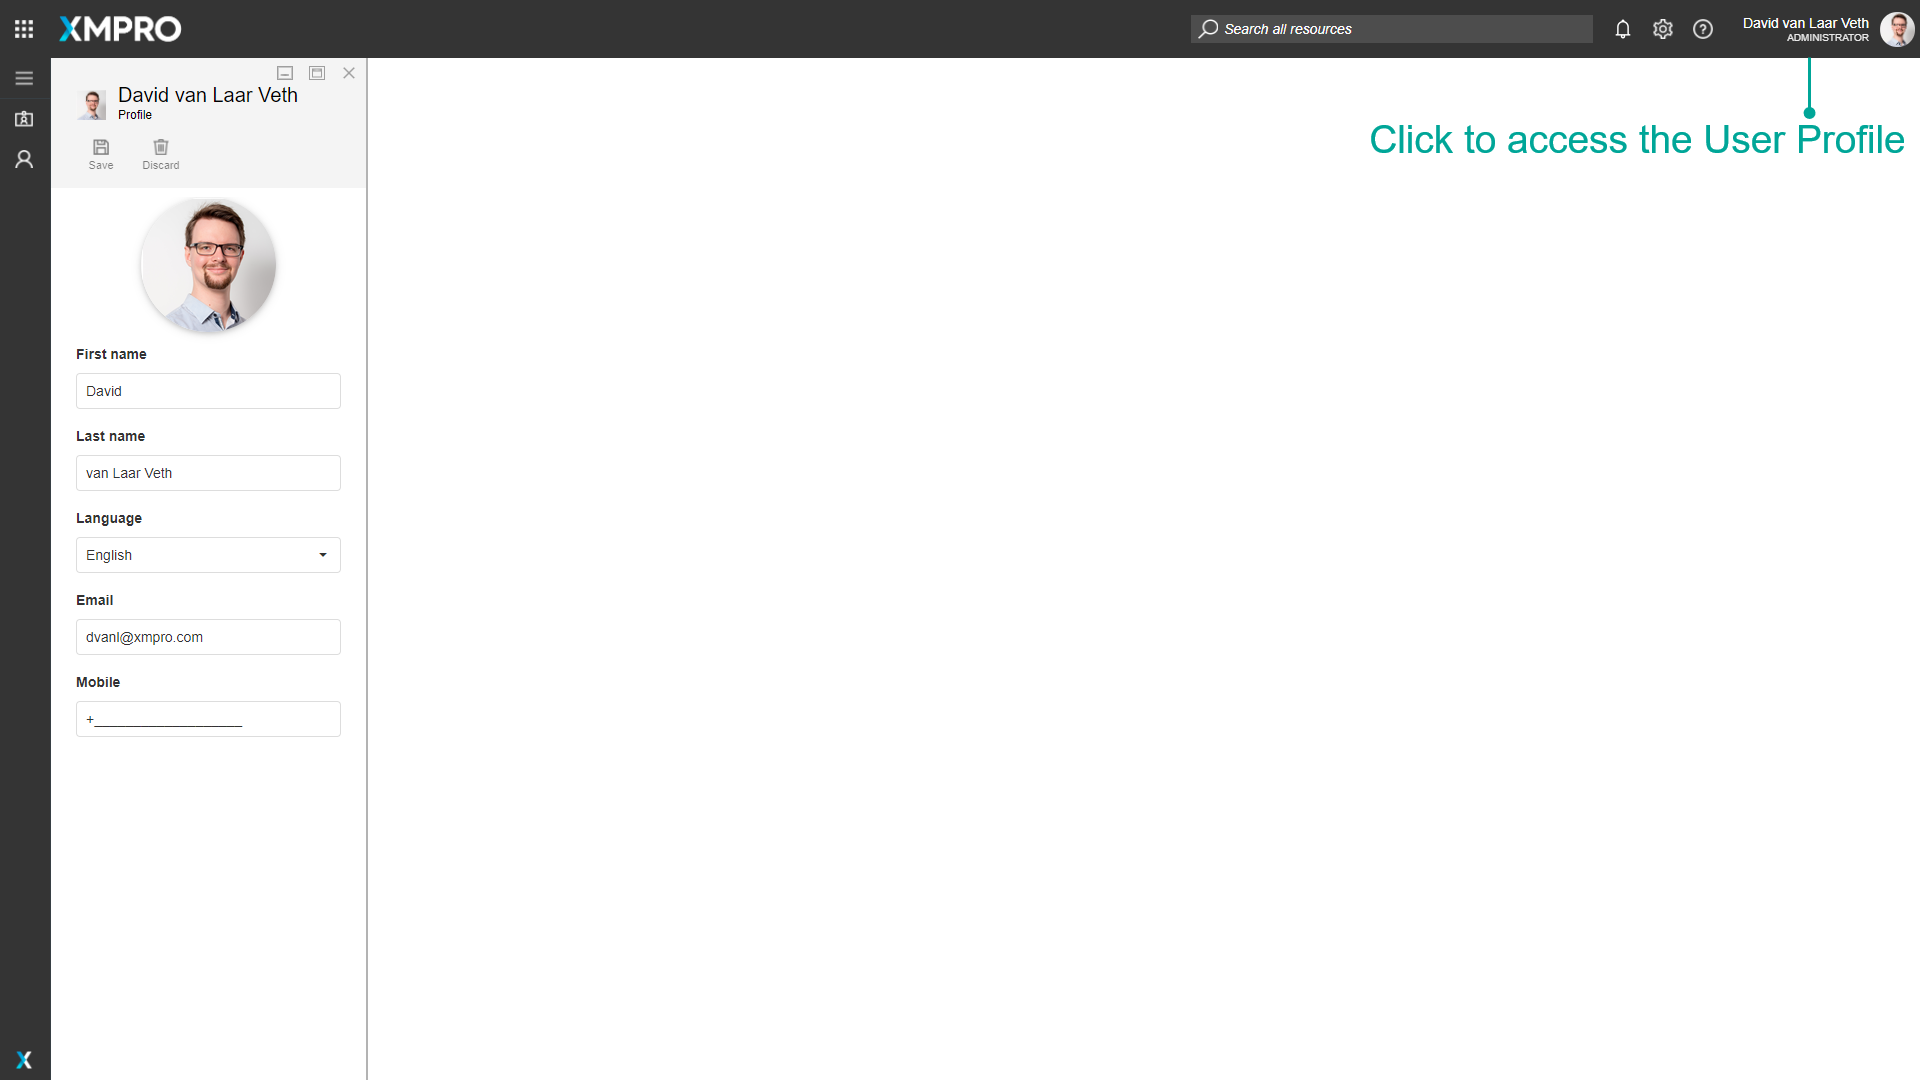 XMPRO
Search all resources
David van Laar Veth
ADMINISTRATOR
David van Laar Veth
Profile
Save
Discard
Click to access the User Profile
First name
David
Last name
van Laar Veth
Language
English
Email
dvanl@xmpro.com
Mobile
+___________________
X